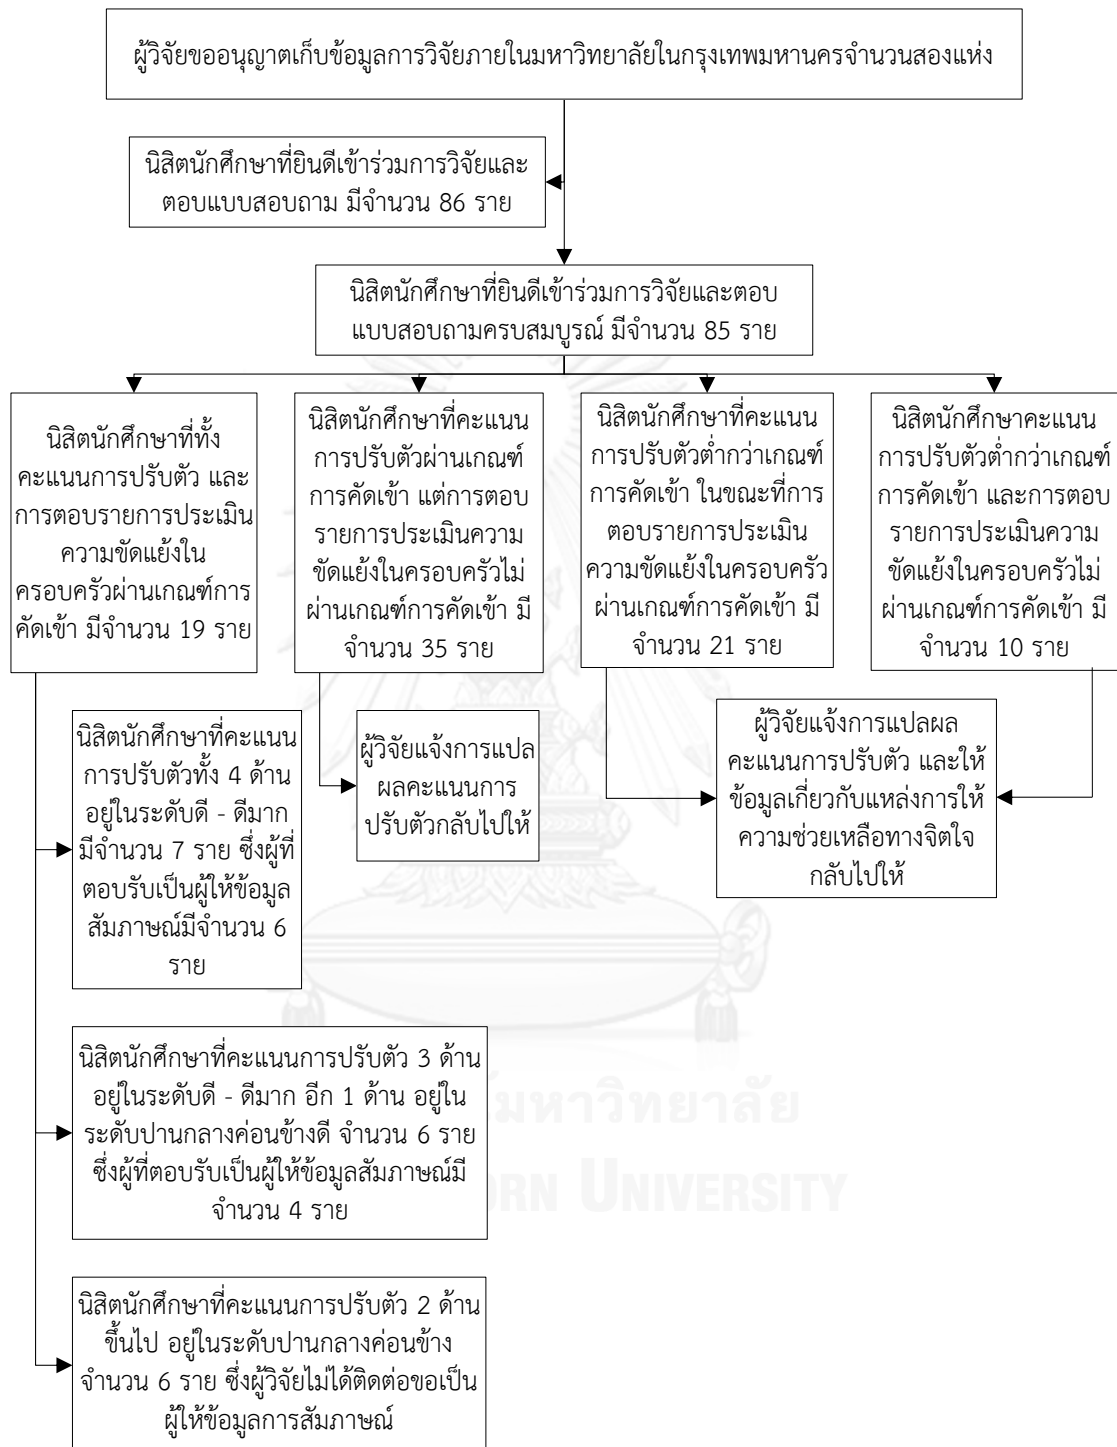 ผู้วิจัยขออนุญาตเก็บข้อมูลการวิจัยภายในมหาวิทยาลัยในกรุงเทพมหานครจำนวนสองแห่ง
นิสิตนักศึกษาที่ยินดีเข้าร่วมการวิจัยและ
ตอบแบบสอบถาม มีจำนวน 86 ราย
นิสิตนักศึกษาที่ยินดีเข้าร่วมการวิจัยและตอบ
แบบสอบถามครบสมบูรณ์ มีจำนวน 85 ราย
นิสิตนักศึกษาที่ทั้ง
คะแนนการปรับตัว และ
การตอบรายการประเมิน
ความขัดแย้งใน
ครอบครัวผ่านเกณฑ์การ
คัดเข้า มีจำนวน 19 ราย
นิสิตนักศึกษาที่คะแนน
การปรับตัวผ่านเกณฑ์
การคัดเข้า แต่การตอบ
รายการประเมินความ
ขัดแย้งในครอบครัวไม่
ผ่านเกณฑ์การคัดเข้า มี
จำนวน 35 ราย
นิสิตนักศึกษาที่คะแนน
การปรับตัวต่ำกว่าเกณฑ์
การคัดเข้า ในขณะที่การ
ตอบรายการประเมิน
ความขัดแย้งในครอบครัว
ผ่านเกณฑ์การคัดเข้า มี
จำนวน 21 ราย
นิสิตนักศึกษาคะแนน
การปรับตัวต่ำกว่าเกณฑ์
การคัดเข้า และการตอบ
รายการประเมินความ
ขัดแย้งในครอบครัวไม่
ผ่านเกณฑ์การคัดเข้า มี
จำนวน 10 ราย
นิสิตนักศึกษาที่คะแนน
การปรับตัวทั้ง 4 ด้าน
อยู่ในระดับดี - ดีมาก
มีจำนวน 7 ราย ซึ่งผู้ที่
ตอบรับเป็นผู้ให้ข้อมูล
สัมภาษณ์มีจำนวน 6
ราย
ผู้วิจัยแจ้งการแปล
ผลคะแนนการ
ปรับตัวกลับไปให้
ผู้วิจัยแจ้งการแปลผล
คะแนนการปรับตัว และให้
ข้อมูลเกี่ยวกับแหล่งการให้
ความช่วยเหลือทางจิตใจ
กลับไปให้
นิสิตนักศึกษาที่คะแนนการปรับตัว 3 ด้าน
อยู่ในระดับดี - ดีมาก อีก 1 ด้าน อยู่ใน
ระดับปานกลางค่อนข้างดี จำนวน 6 ราย
ซึ่งผู้ที่ตอบรับเป็นผู้ให้ข้อมูลสัมภาษณ์มี
จำนวน 4 ราย
มหาวิทยาลัย
ORN UNIVERSITY
นิสิตนักศึกษาที่คะแนนการปรับตัว 2 ด้าน
ขึ้นไป อยู่ในระดับปานกลางค่อนข้าง
จำนวน 6 ราย ซึ่งผู้วิจัยไม่ได้ติดต่อขอเป็น
ผู้ให้ข้อมูลการสัมภาษณ์